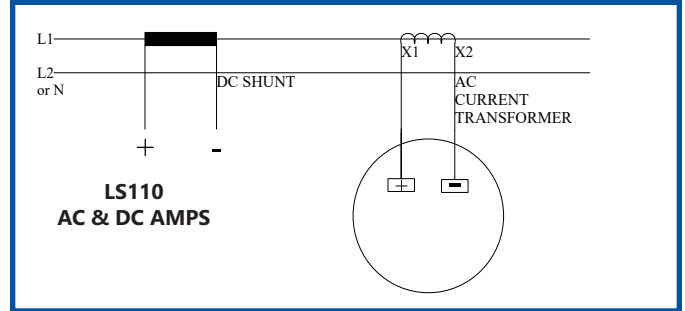 L1
X1 X2
L2
or N
DC SHUNT
AC
CURRENT
TRANSFORMER
+ -
LS110
AC & DC AMPS
+ -